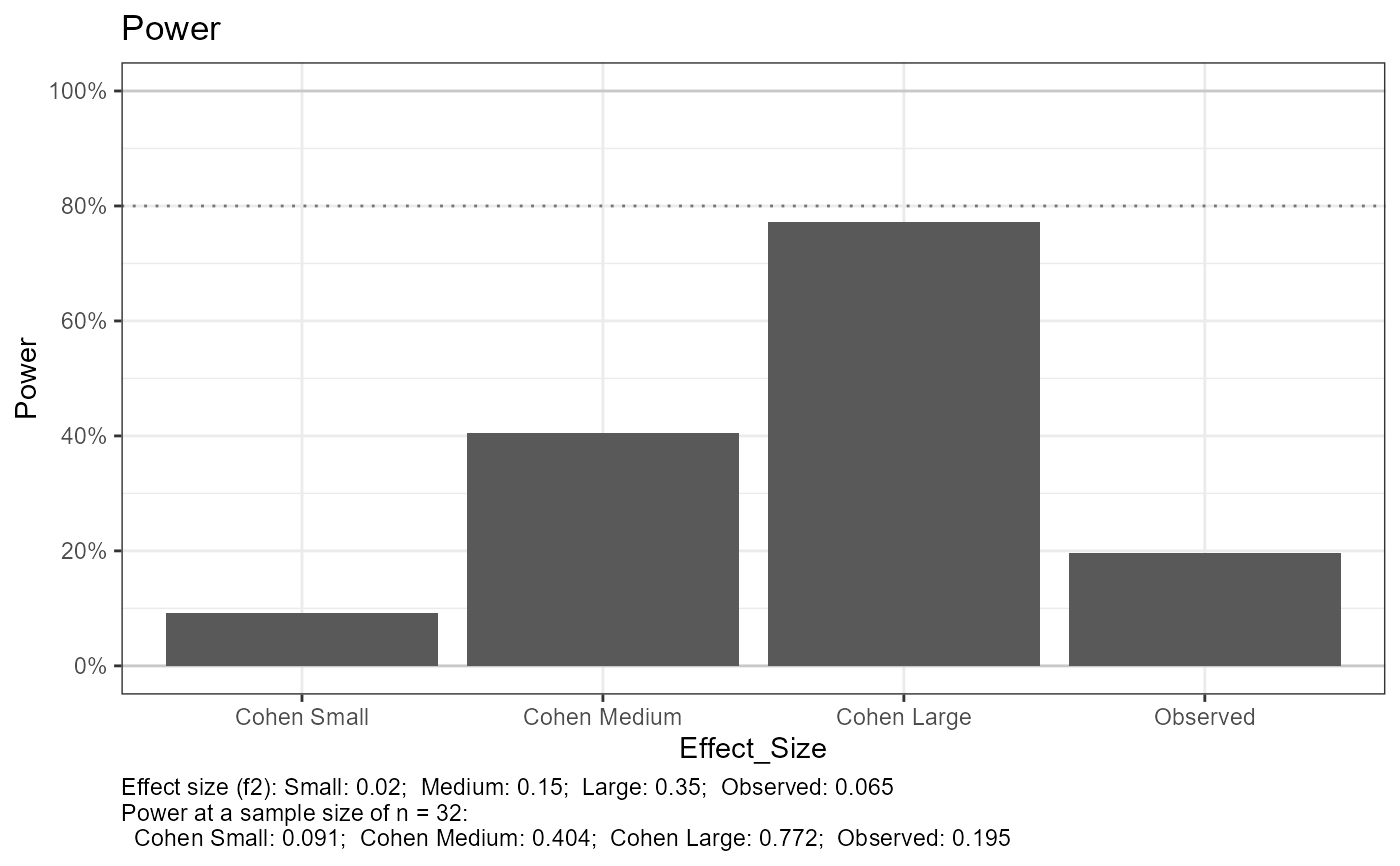 Power
100%
80%
60%
40%
20%
0%
Power
Cohen Small
Cohen Medium
Cohen Large
Observed
Effect_Size
Effect size (f2): Small: 0.02;  Medium: 0.15;  Large: 0.35;  Observed: 0.065
Power at a sample size of n = 32:
  Cohen Small: 0.091;  Cohen Medium: 0.404;  Cohen Large: 0.772;  Observed: 0.195